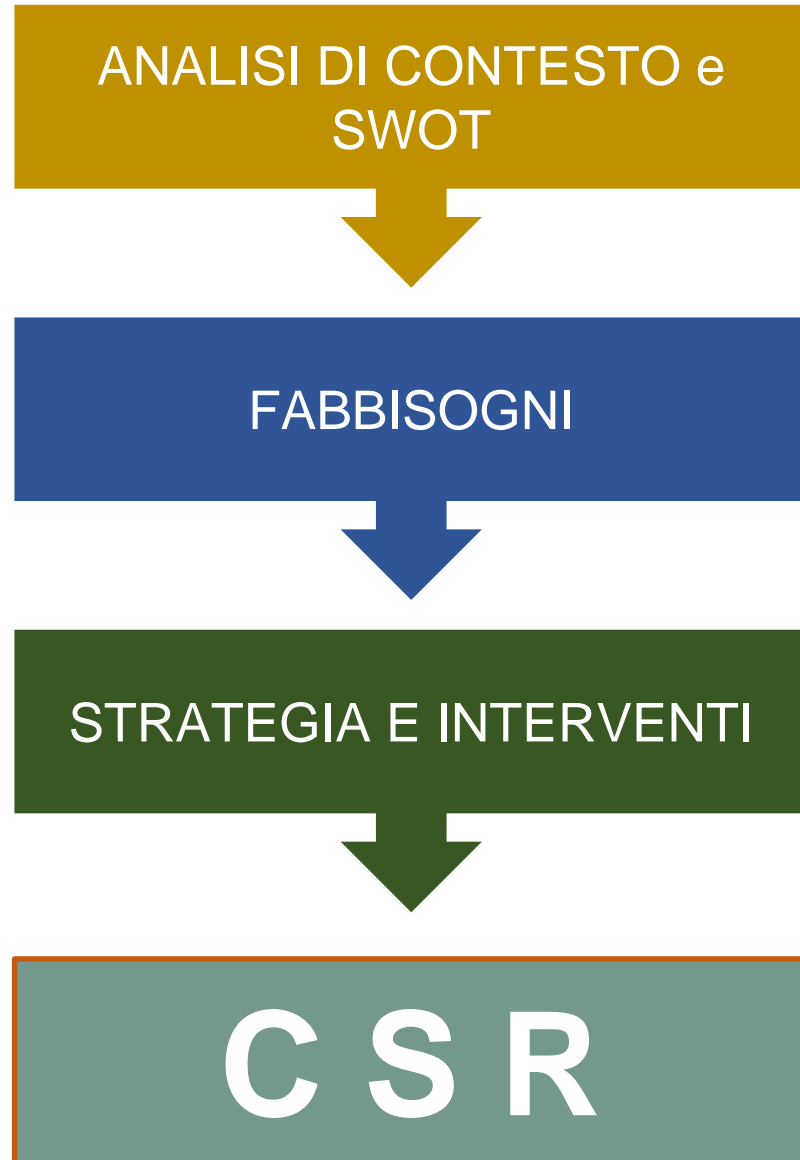 ANALISI DI CONTESTO e
SWOT
FABBISOGNI
STRATEGIA E INTERVENTI
C S R